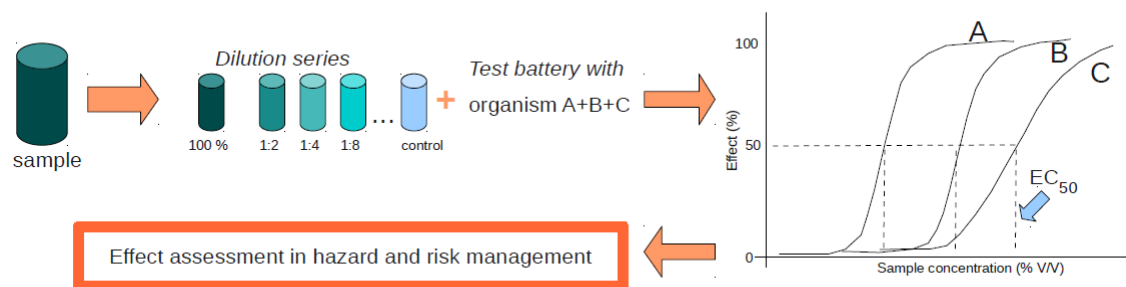 sample
Dilution series
100 %
1:2
1:4
1:8
...
control
+
Test battery with
organism A+B+C
100
50
0
Effect (%)
A
B
C
EC50
Sample concentration (% V/V)
Effect assessment in hazard and risk management